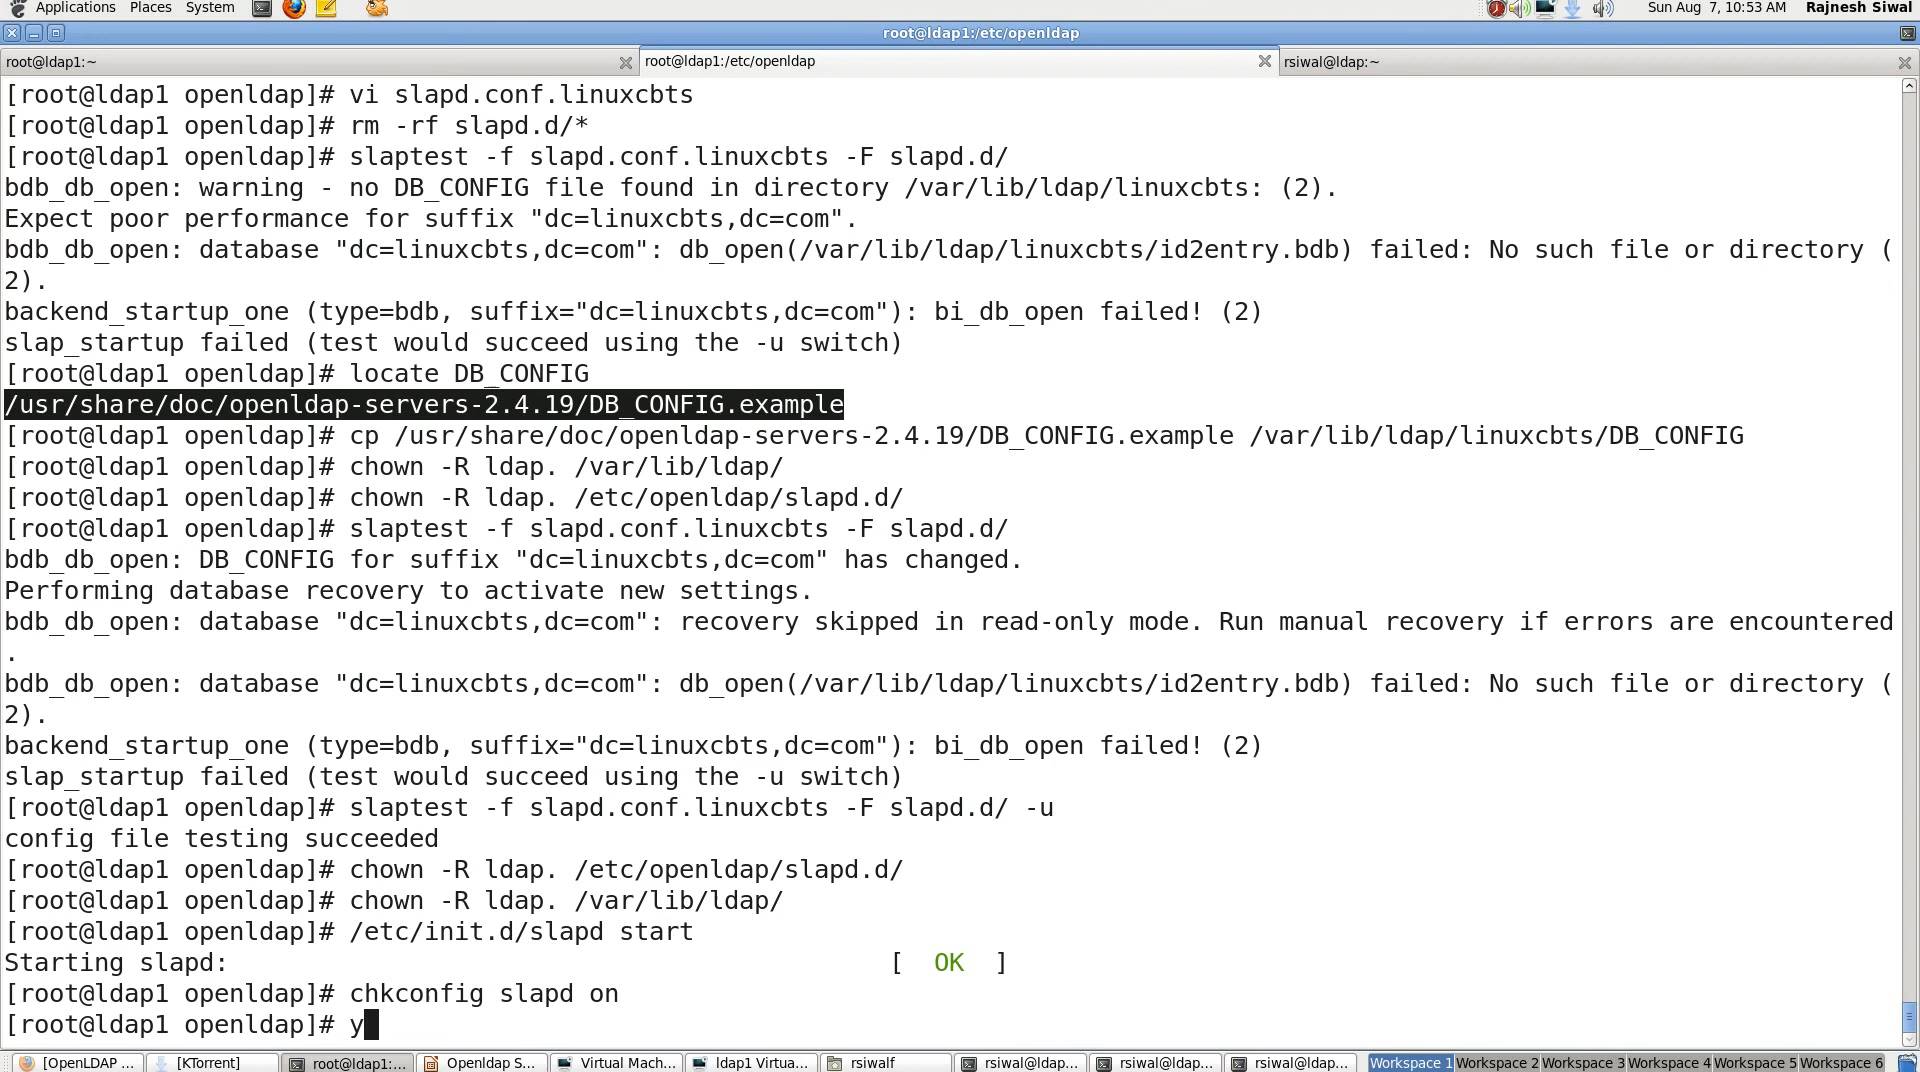 Applications Places System Sun Aug 7, 10:53 AM Rajnesh Siwal
root@ldap1:/etc/openldap
root@ldap1:~ root@ldap1:/etc/openldap rsiwal@ldap:~
[root@ldap1 openldap]# vi slapd.conf.linuxcbts
[root@ldap1 openldap]# rm -rf slapd.d/*
[root@ldap1 openldap]# slaptest -f slapd.conf.linuxcbts -F slapd.d/
bdb_db_open: warning - no DB_CONFIG file found in directory /var/lib/ldap/linuxcbts: (2).
Expect poor performance for suffix "dc=linuxcbts,dc=com".
bdb_db_open: database "dc=linuxcbts,dc=com": db_open(/var/lib/ldap/linuxcbts/id2entry.bdb) failed: No such file or directory (
2).
backend_startup_one (type=bdb, suffix="dc=linuxcbts,dc=com"): bi_db_open failed! (2)
slap_startup failed (test would succeed using the -u switch)
[root@ldap1 openldap]# locate DB_CONFIG
/usr/share/doc/openldap-servers-2.4.19/DB_CONFIG.example
[root@ldap1 openldap]# cp /usr/share/doc/openldap-servers-2.4.19/DB_CONFIG.example /var/lib/ldap/linuxcbts/DB_CONFIG
[root@ldap1 openldap]# chown -R ldap. /var/lib/ldap/
[root@ldap1 openldap]# chown -R ldap. /etc/openldap/slapd.d/
[root@ldap1 openldap]# slaptest -f slapd.conf.linuxcbts -F slapd.d/
bdb_db_open: DB_CONFIG for suffix "dc=linuxcbts,dc=com" has changed.
Performing database recovery to activate new settings.
bdb_db_open: database "dc=linuxcbts,dc=com": recovery skipped in read-only mode. Run manual recovery if errors are encountered
.
bdb_db_open: database "dc=linuxcbts,dc=com": db_open(/var/lib/ldap/linuxcbts/id2entry.bdb) failed: No such file or directory (
2).
backend_startup_one (type=bdb, suffix="dc=linuxcbts,dc=com"): bi_db_open failed! (2)
slap_startup failed (test would succeed using the -u switch)
[root@ldap1 openldap]# slaptest -f slapd.conf.linuxcbts -F slapd.d/ -u
config file testing succeeded
[root@ldap1 openldap]# chown -R ldap. /etc/openldap/slapd.d/
[root@ldap1 openldap]# chown -R ldap. /var/lib/ldap/
[root@ldap1 openldap]# /etc/init.d/slapd start
Starting slapd: [ OK ]
[root@ldap1 openldap]# chkconfig slapd on
[root@ldap1 openldap]# y
[OpenLDAP ... [KTorrent] root@ldap1:... Openldap S... Virtual Mach... ldap1 Virtua... rsiwalf rsiwal@ldap... rsiwal@ldap... rsiwal@ldap... Workspace 1 Workspace 2 Workspace 3 Workspace 4 Workspace 5 Workspace 6